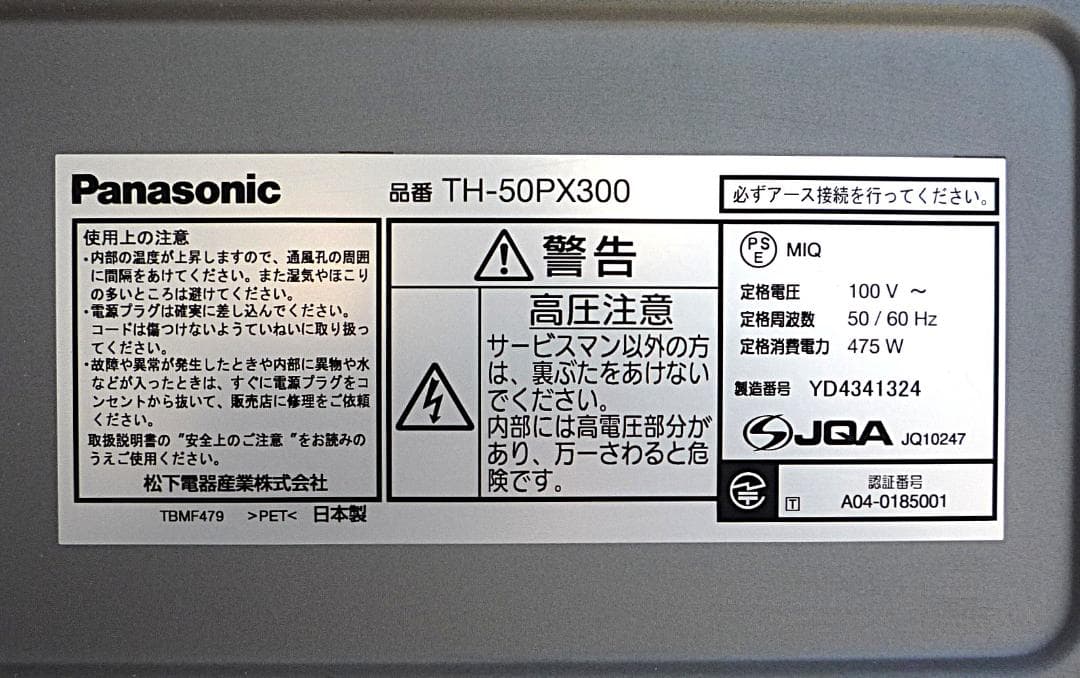 Panasonic
品番 TH-50PX300
必ずアース接続を行ってください。
使用上の注意
・内部の温度が上昇しますので、通風孔の周囲
に間隔をあけてください。また湿気やほこり
の多いところは避けてください。
・電源プラグは確実に差し込んでください。
コードは傷つけないようていねいに取り扱っ
てください。
・故障や異常が発生したときや内部に異物や水
などが入ったときは、すぐに電源プラグをコ
ンセントから抜いて、販売店に修理をご依頼
ください。
取扱説明書の“安全上のご注意“をお読みの
うえご使用ください。
松下電器産業株式会社
TBMF479 >PET< 日本製
警告
高圧注意
サービスマン以外の方
は、裏ぶたをあけない
でください。
内部には高電圧部分が
あり、万一さわると危
険です。
PSE MIQ
定格電圧 100 V ～
定格周波数 50 / 60 Hz
定格消費電力 475 W
製造番号 YD4341324
JQA JQ10247
認証番号
T A04-0185001